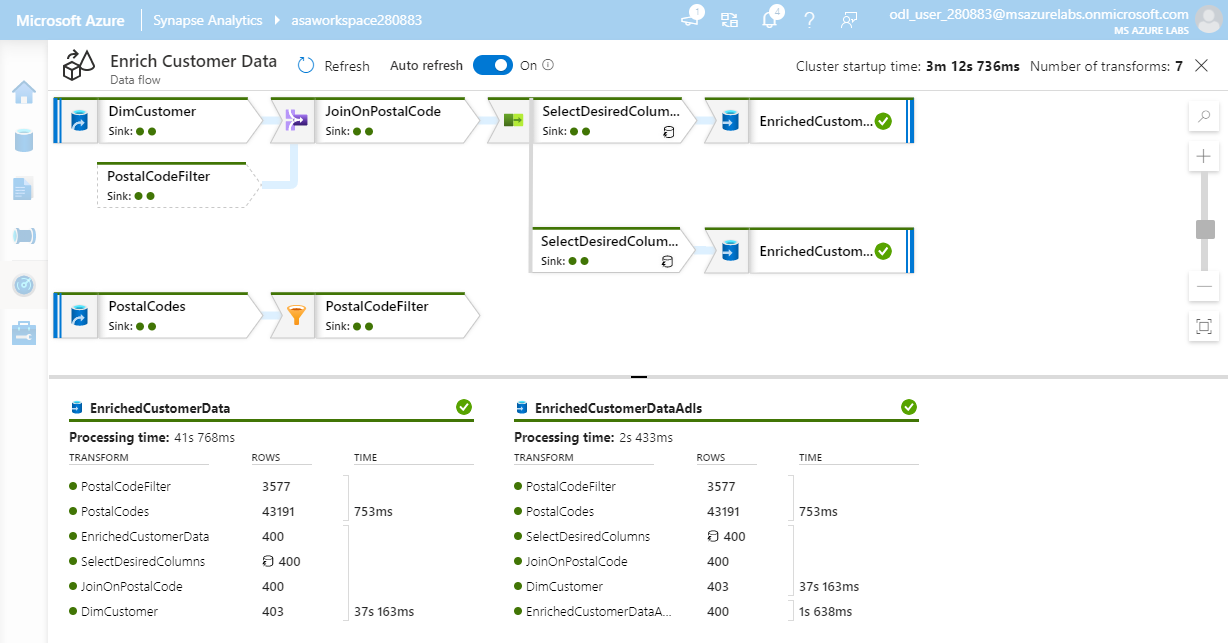 Microsoft Azure Synapse Analytics asaworkspace280883 1 4 ? odl_user_280883@msazurelabs.onmicrosoft.com
MS AZURE LABS
Enrich Customer Data Refresh Auto refresh On Cluster startup time: 3m 12s 736ms Number of transforms: 7
Data flow
DimCustomer JoinOnPostalCode SelectDesiredColum...
Sink: Sink: Sink:
EnrichedCustom...
PostalCodeFilter
Sink:
SelectDesiredColum...
Sink:
EnrichedCustom...
PostalCodes PostalCodeFilter
Sink: Sink:
EnrichedCustomerData
Processing time: 41s 768ms
TRANSFORM ROWS TIME
PostalCodeFilter 3577
PostalCodes 43191 753ms
EnrichedCustomerData 400
SelectDesiredColumns 400
JoinOnPostalCode 400
DimCustomer 403 37s 163ms
EnrichedCustomerDataAdls
Processing time: 2s 433ms
TRANSFORM ROWS TIME
PostalCodeFilter 3577
PostalCodes 43191 753ms
SelectDesiredColumns 400
JoinOnPostalCode 400
DimCustomer 403 37s 163ms
EnrichedCustomerDataA... 400 1s 638ms